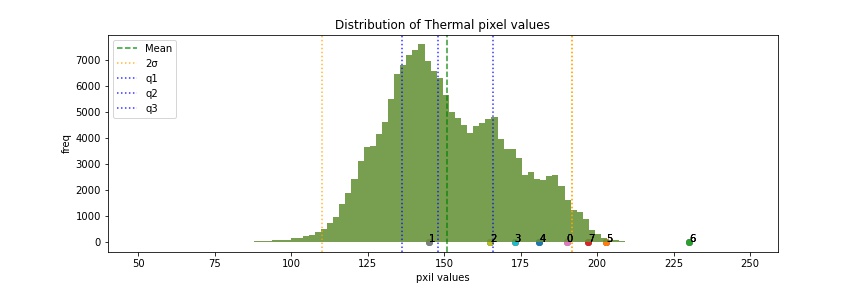 Distribution of Thermal pixel values
Mean
2σ
q1
q2
q3
freq
7000
6000
5000
4000
3000
2000
1000
0
1 2 3 4 0 7 5 6
50 75 100 125 150 175 200 225 250
pxil values